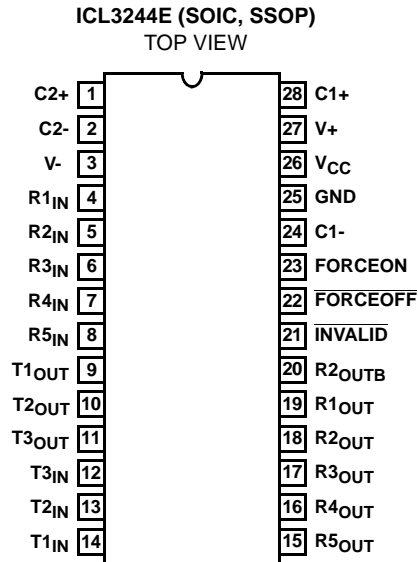 ICL3244E (SOIC, SSOP)
TOP VIEW
C2+ 1 28 C1+
C2- 2 27 V+
V- 3 26 VCC
R1IN 4 25 GND
R2IN 5 24 C1-
R3IN 6 23 FORCEON
R4IN 7 22 FORCEOFF
R5IN 8 21 INVALID
T1OUT 9 20 R2OUTB
T2OUT 10 19 R1OUT
T3OUT 11 18 R2OUT
T3IN 12 17 R3OUT
T2IN 13 16 R4OUT
T1IN 14 15 R5OUT